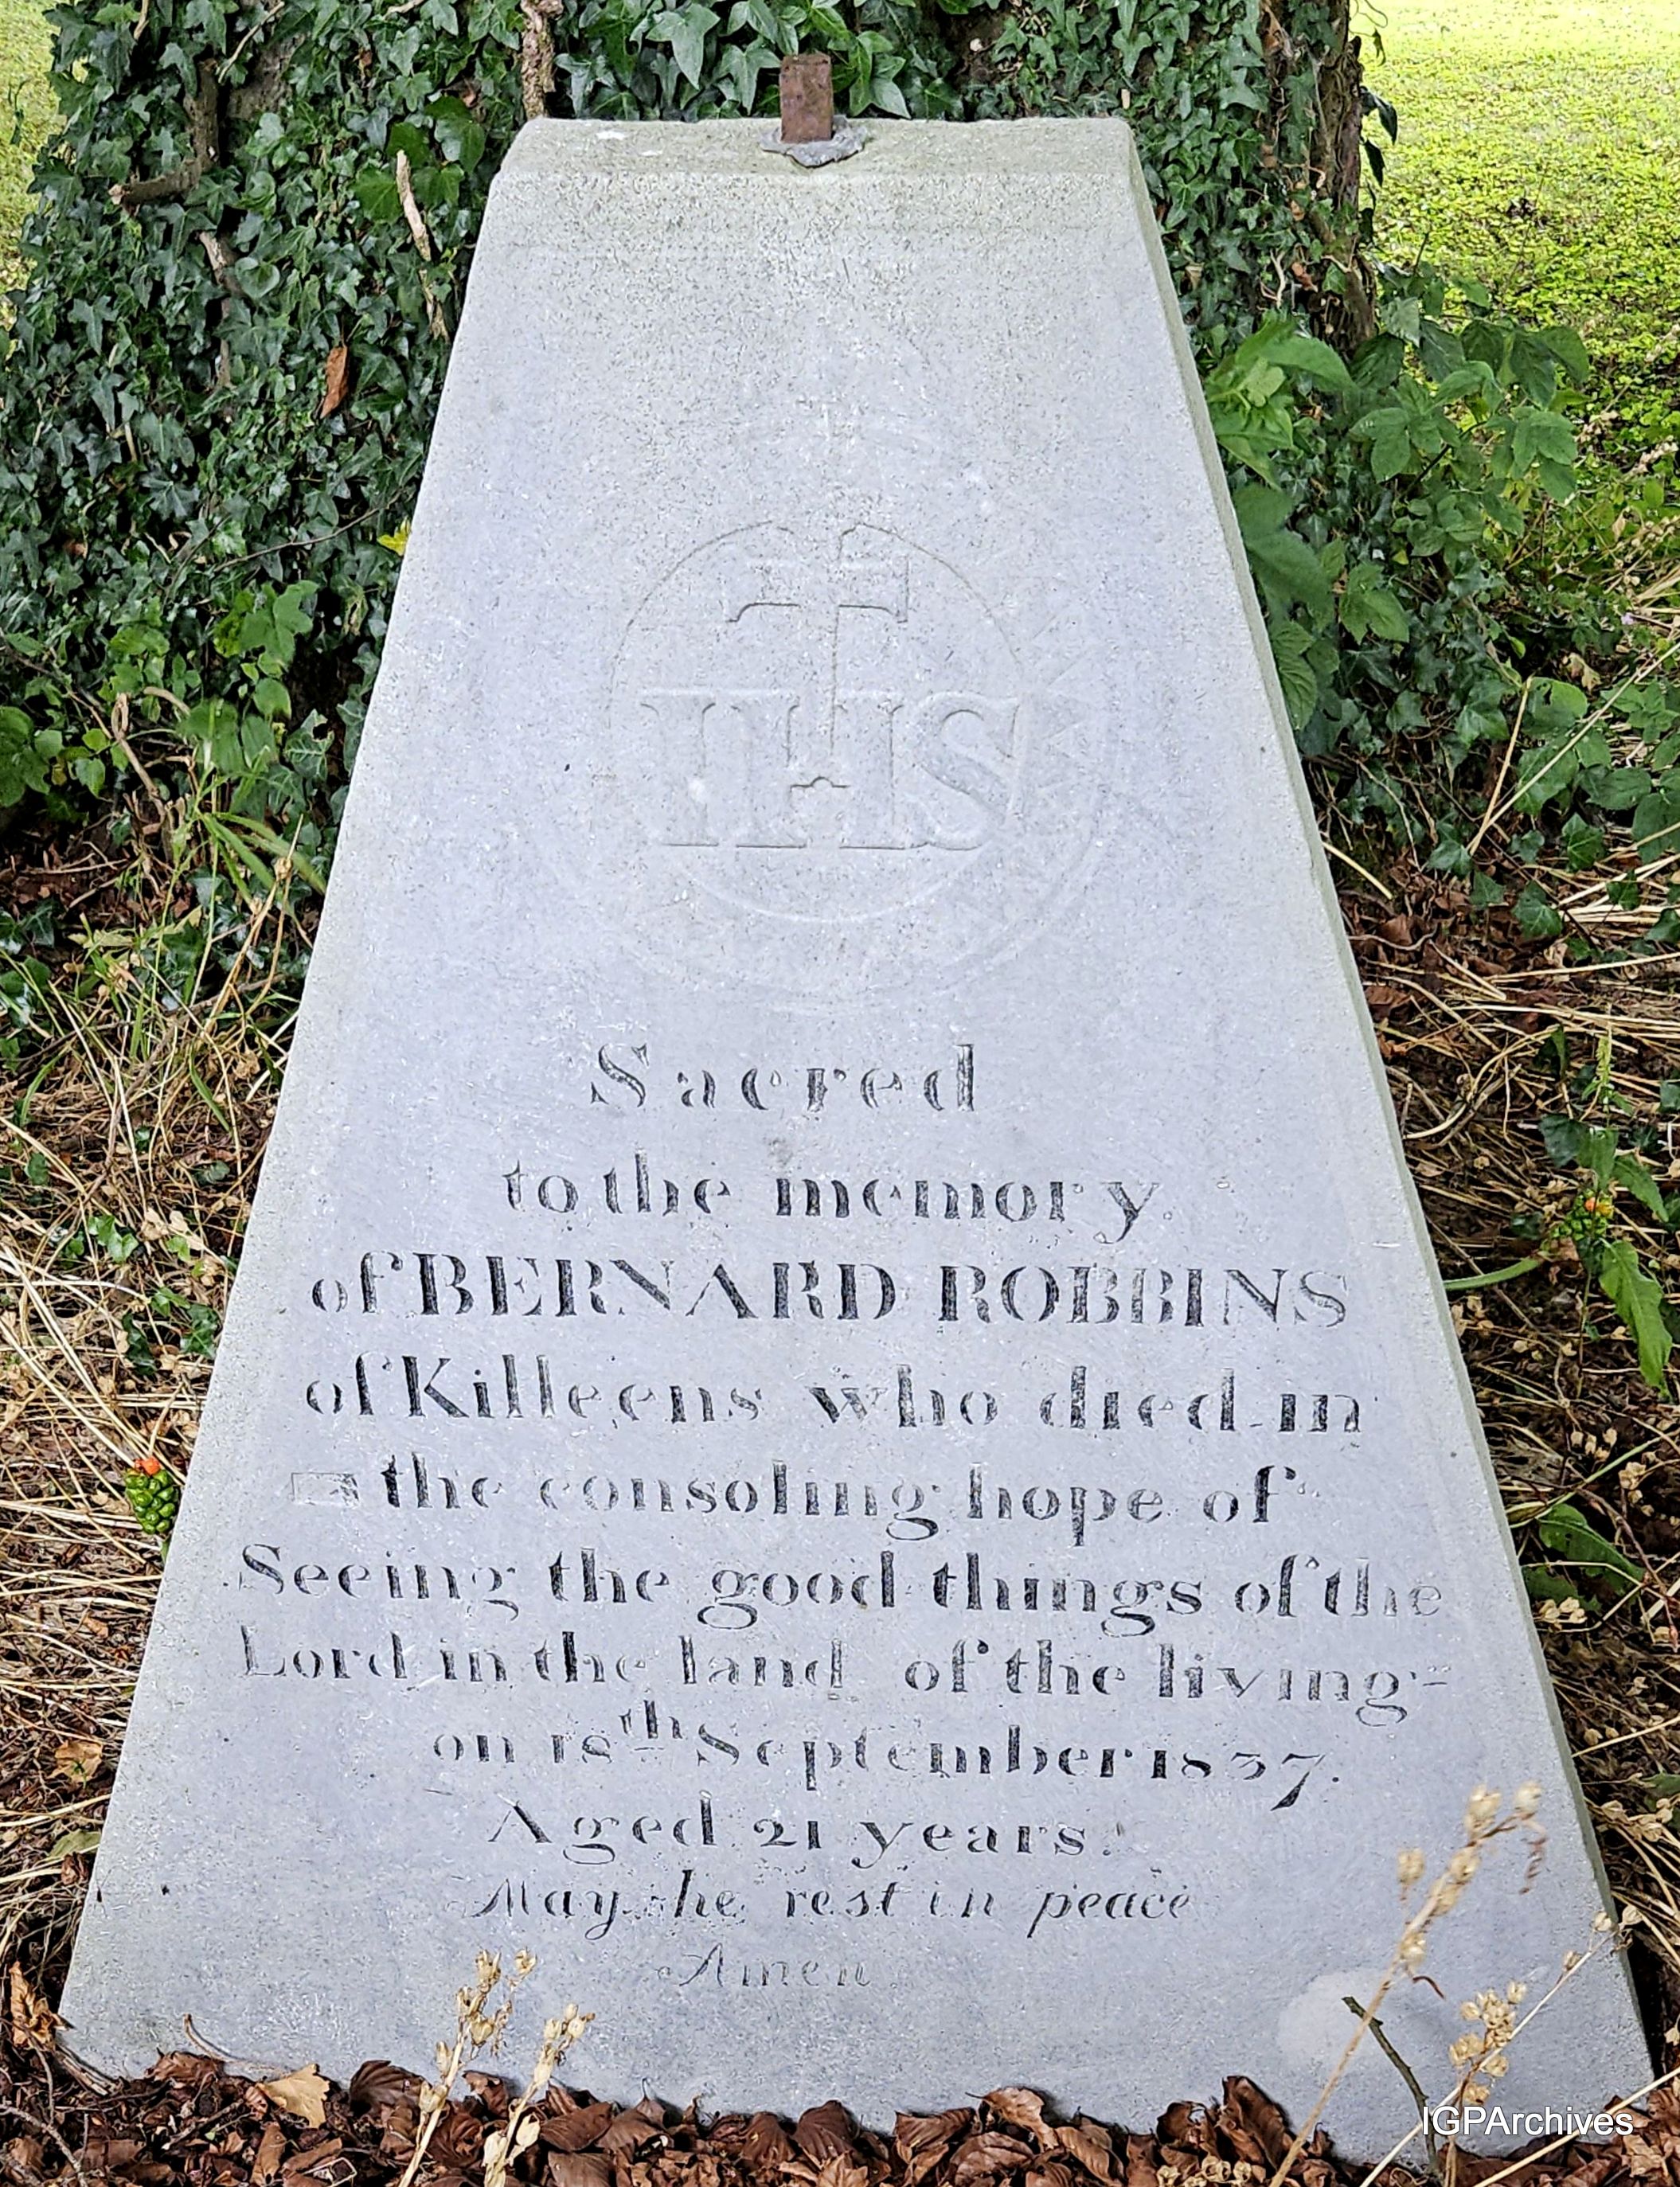 IHS
Sacred
to the memory
of BERNARD ROBBINS
of Killeens who died in
the consoling hope of
Seeing the good things of the
Lord in the land of the living
on 18th September 1837.
Aged 21 years.
May he rest in peace
Amen.
IGPArchives